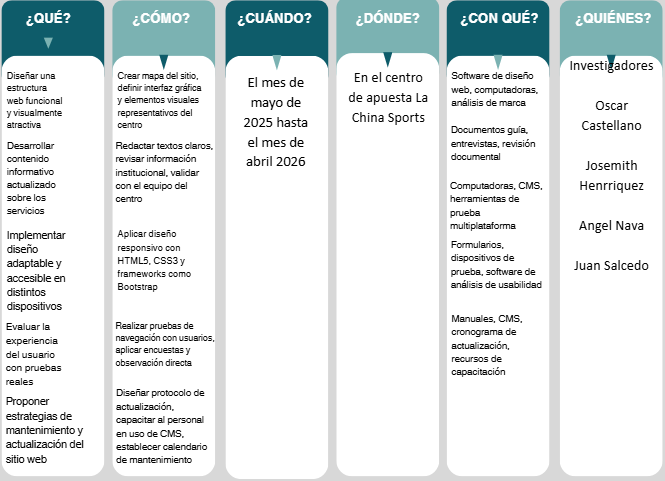 ¿QUÉ?
Diseñar una
estructura
web funcional
y visualmente
atractiva
Desarrollar
contenido
informativo
actualizado
sobre los
servicios
Implementar
diseño
adaptable y
accesible en
distintos
dispositivos
Evaluar la
experiencia
del usuario
con pruebas
reales
Proponer
estrategias de
mantenimiento y
actualización del
sitio web
¿CÓMO?
Crear mapa del sitio,
definir interfaz gráfica
y elementos visuales
representativos del
centro
Redactar textos claros,
revisar información
institucional, validar
con el equipo del
centro
Aplicar diseño
responsivo con
HTML5, CSS3 y
frameworks como
Bootstrap
Realizar pruebas de
navegación con usuarios,
aplicar encuestas y
observación directa
Diseñar protocolo de
actualización,
capacitar al personal
en uso de CMS,
establecer calendario
de mantenimiento
¿CUÁNDO?
El mes de
mayo de
2025 hasta
el mes de
abril 2026
¿DÓNDE?
En el centro
de apuesta La
China Sports
¿CON QUÉ?
Software de diseño
web, computadoras,
análisis de marca
Documentos guía,
entrevistas, revisión
documental
Computadoras, CMS,
herramientas de
prueba
multiplataforma
Formularios,
dispositivos de
prueba, software de
análisis de usabilidad
Manuales, CMS,
cronograma de
actualización,
recursos de
capacitación
¿QUIÉNES?
Investigadores
Oscar
Castellano
Josemith
Henrriquez
Angel Nava
Juan Salcedo